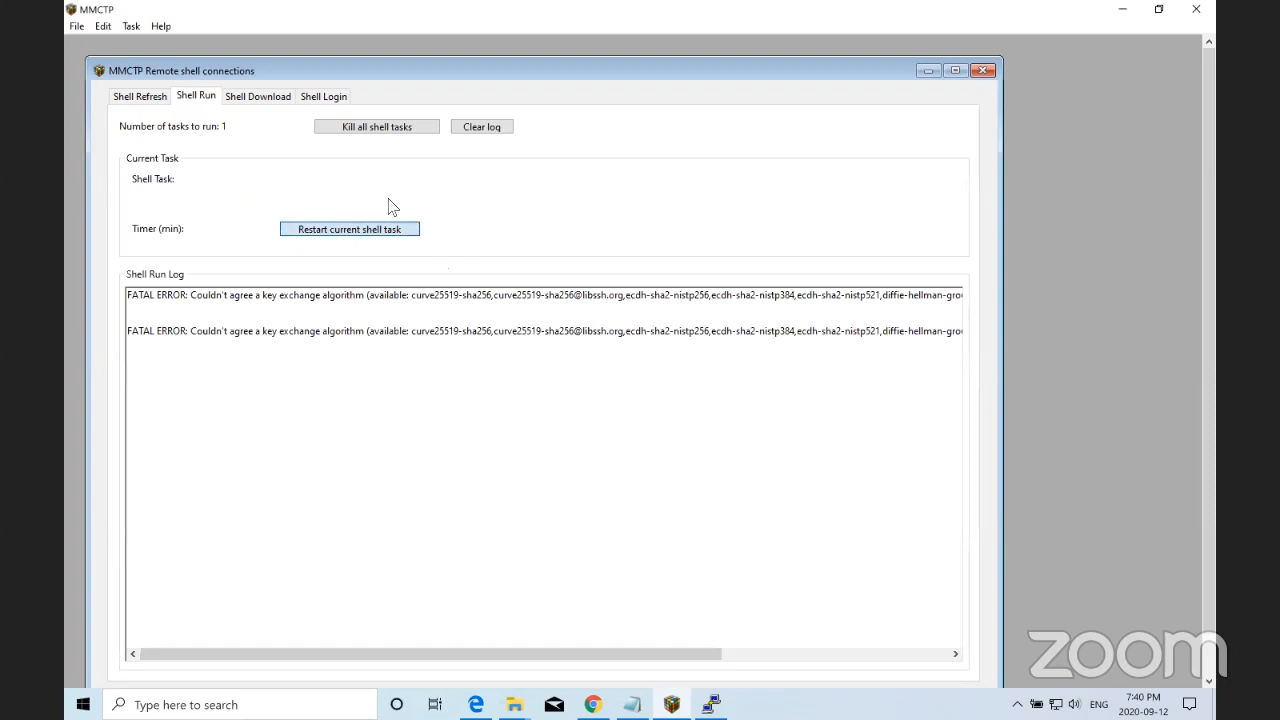 MMCTP
File Edit Task Help
MMCTP Remote shell connections
Shell Refresh Shell Run Shell Download Shell Login
Number of tasks to run: 1 Kill all shell tasks Clear log
Current Task
Shell Task:
Timer (min): Restart current shell task
Shell Run Log
FATAL ERROR: Couldn't agree a key exchange algorithm (available: curve25519-sha256,curve25519-sha256@libssh.org,ecdh-sha2-nistp256,ecdh-sha2-nistp384,ecdh-sha2-nistp521,diffie-hellman-grou
FATAL ERROR: Couldn't agree a key exchange algorithm (available: curve25519-sha256,curve25519-sha256@libssh.org,ecdh-sha2-nistp256,ecdh-sha2-nistp384,ecdh-sha2-nistp521,diffie-hellman-grou
zoom
Type here to search
ENG
7:40 PM
2020-09-12